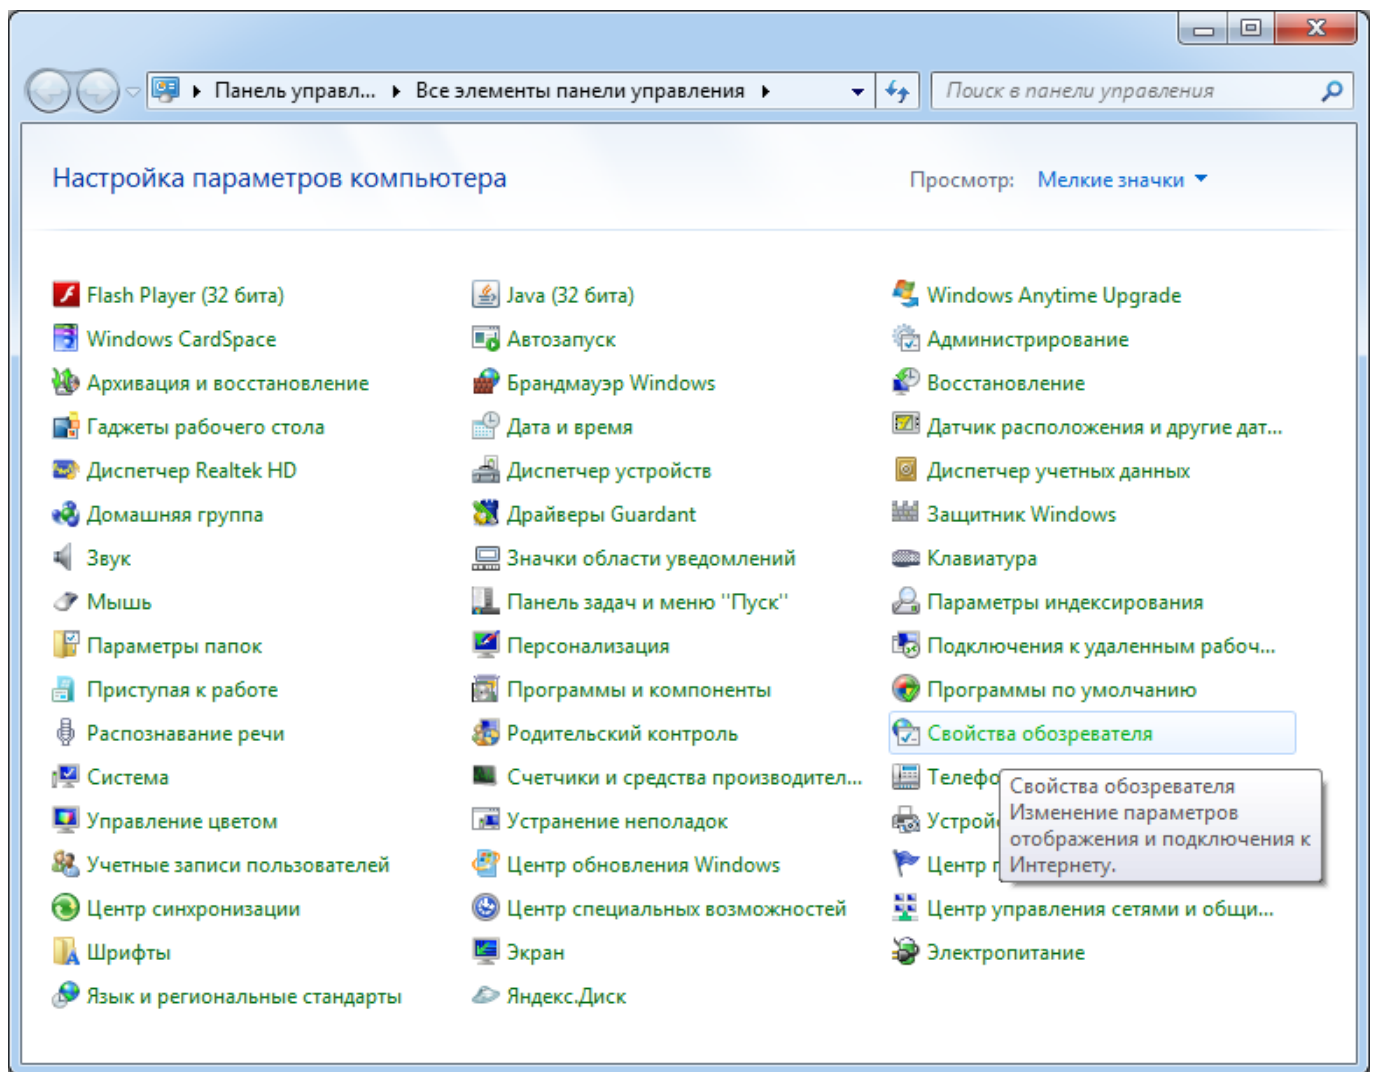 Панель управл... Все элементы панели управления Поиск в панели управления
Настройка параметров компьютера Просмотр: Мелкие значки
Flash Player (32 бита) Java (32 бита) Windows Anytime Upgrade
Windows CardSpace Автозапуск Администрирование
Архивация и восстановление Брандмауэр Windows Восстановление
Гаджеты рабочего стола Дата и время Датчик расположения и другие дат...
Диспетчер Realtek HD Диспетчер устройств Диспетчер учетных данных
Домашняя группа Драйверы Guardant Защитник Windows
Звук Значки области уведомлений Клавиатура
Мышь Панель задач и меню "Пуск" Параметры индексирования
Параметры папок Персонализация Подключения к удаленным рабоч...
Приступая к работе Программы и компоненты Программы по умолчанию
Распознавание речи Родительский контроль Свойства обозревателя
Система Счетчики и средства производител... Телефо
Свойства обозревателя
Изменение параметров
отображения и подключения к
Интернету.
Управление цветом Устранение неполадок Устрой
Учетные записи пользователей Центр обновления Windows Центр
Центр синхронизации Центр специальных возможностей Центр управления сетями и общи...
Шрифты Экран Электропитание
Язык и региональные стандарты Яндекс.Диск